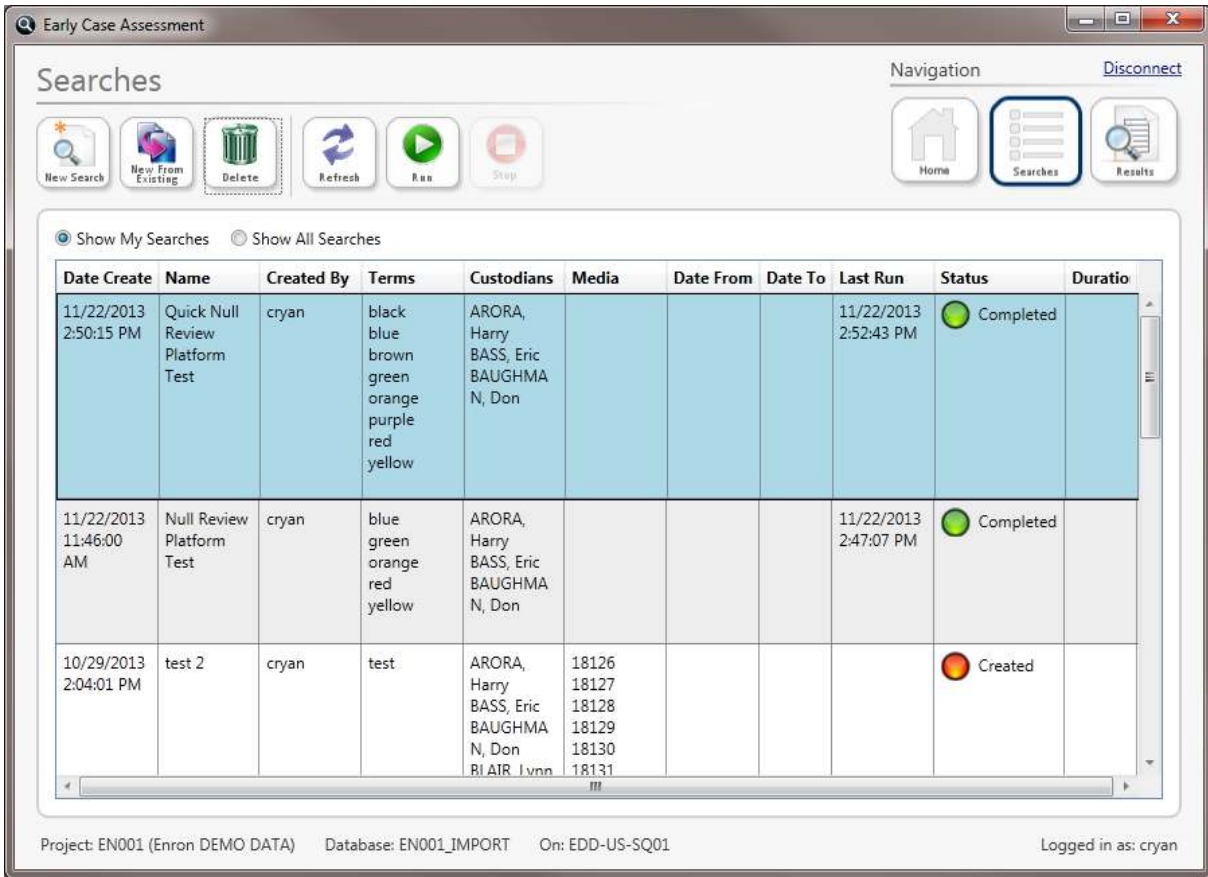 Early Case Assessment
Searches
Navigation
Disconnect
New Search
New From
Existing
Delete
Refresh
Run
Stop
Home
Searches
Results
Show My Searches
Show All Searches
Date Create Name Created By Terms Custodians Media Date From Date To Last Run Status Duratio
11/22/2013
2:50:15 PM
Quick Null
Review
Platform
Test
cryan
black
blue
brown
green
orange
purple
red
yellow
ARORA,
Harry
BASS, Eric
BAUGHMA
N, Don
11/22/2013
2:52:43 PM
Completed
11/22/2013
11:46:00
AM
Null Review
Platform
Test
cryan
blue
green
orange
red
yellow
ARORA,
Harry
BASS, Eric
BAUGHMA
N, Don
11/22/2013
2:47:07 PM
Completed
10/29/2013
2:04:01 PM
test 2
cryan
test
ARORA,
Harry
BASS, Eric
BAUGHMA
N, Don
BLAIR, Lynn
18126
18127
18128
18129
18130
18131
Created
Project: EN001 (Enron DEMO DATA)
Database: EN001_IMPORT
On: EDD-US-SQ01
Logged in as: cryan